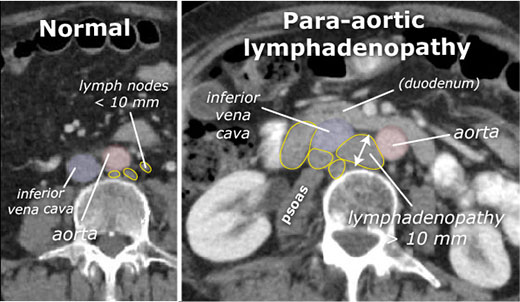 Normal
lymph nodes
< 10 mm
inferior
vena cava
aorta
Para-aortic
lymphadenopathy
(duodenum)
inferior
vena
cava
aorta
psoas
lymphadenopathy
> 10 mm